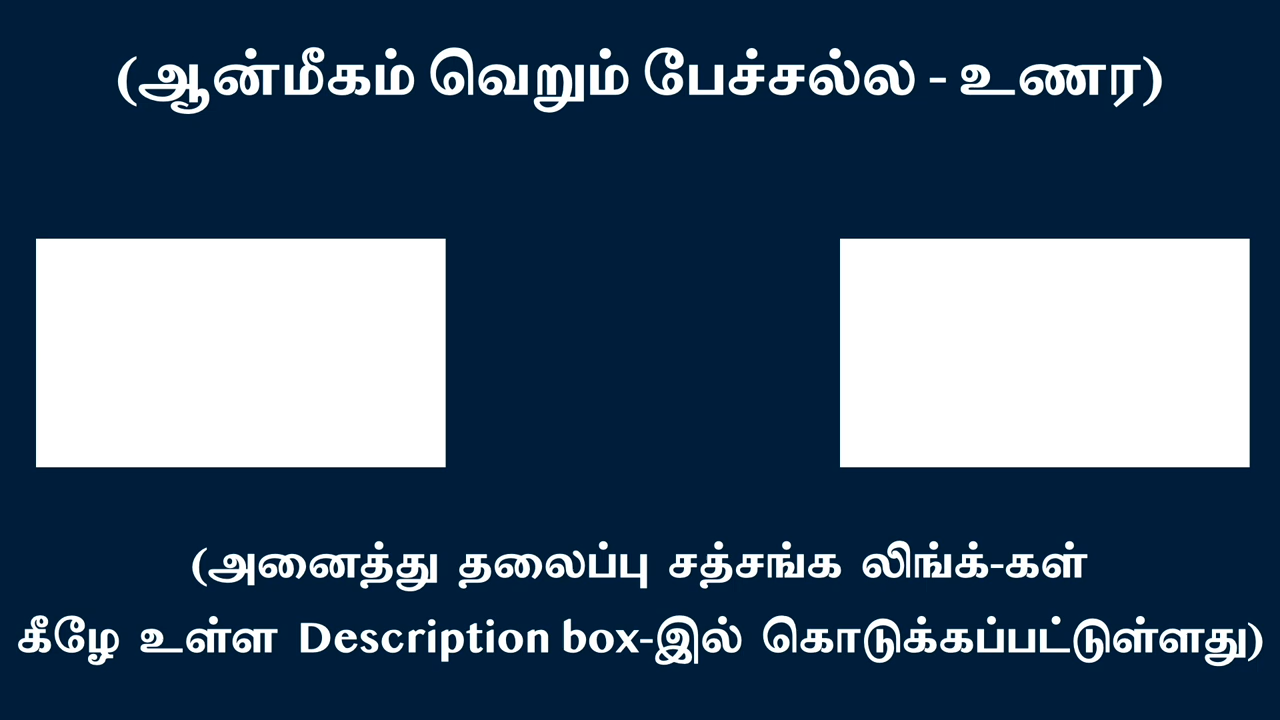 (ஆன்மீகம் வெறும் பேச்சல்ல - உணர)
(அனைத்து தலைப்பு சத்சங்க லிங்க்-கள்
கீழே உள்ள Description box-இல் கொடுக்கப்பட்டுள்ளது)